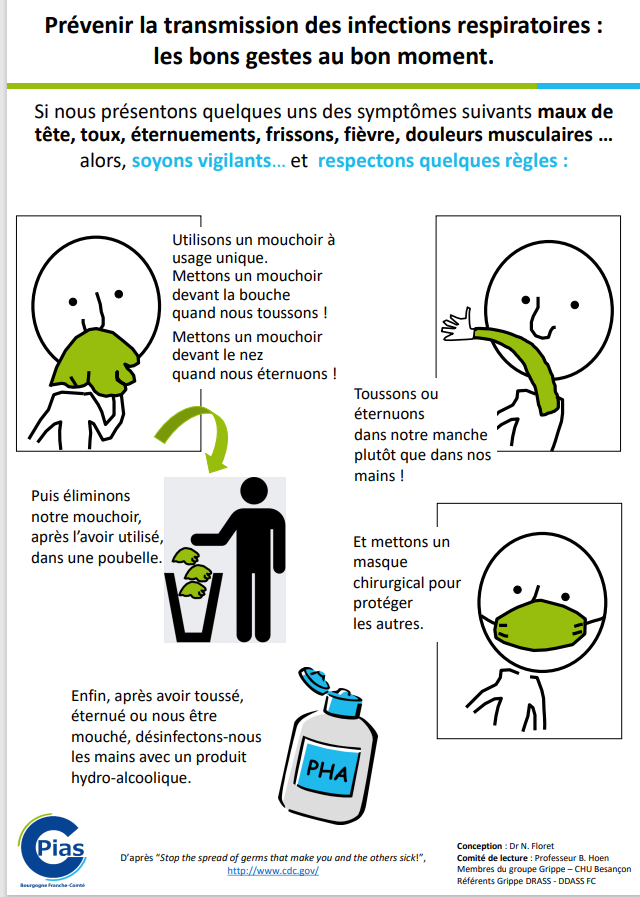 Prévenir la transmission des infections respiratoires :
les bons gestes au bon moment.
Si nous présentons quelques uns des symptômes suivants maux de
tête, toux, éternuements, frissons, fièvre, douleurs musculaires ...
alors, soyons vigilants... et respectons quelques règles :
Utilisons un mouchoir à
usage unique.
Mettons un mouchoir
devant la bouche
quand nous toussons !
Mettons un mouchoir
devant le nez
quand nous éternuons !
Toussons ou
éternuons
dans notre manche
plutôt que dans nos
mains !
Puis éliminons
notre mouchoir,
après l’avoir utilisé,
dans une poubelle.
Et mettons un
masque
chirurgical pour
protéger
les autres.
Enfin, après avoir toussé,
éternué ou nous être
mouché, désinfectons-nous
les mains avec un produit
hydro-alcoolique.
PHA
CPias
Bourgogne Franche-Comté
D’après “Stop the spread of germs that make you and the others sick!”,
http://www.cdc.gov/
Conception : Dr N. Floret
Comité de lecture : Professeur B. Hoen
Membres du groupe Grippe – CHU Besançon
Référents Grippe DRASS - DDASS FC